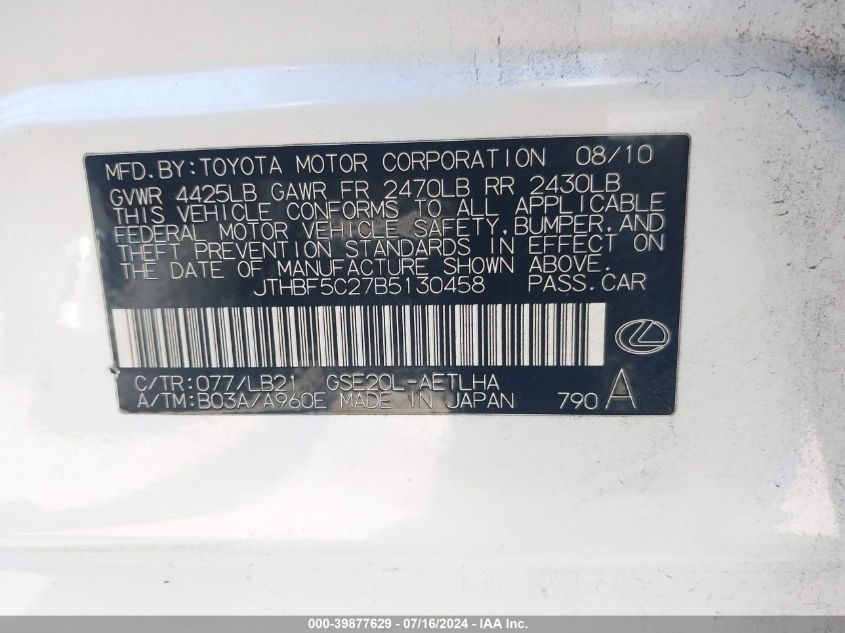 MFD.BY:TOYOTA MOTOR CORPORATION 08/10
GVWR 4425LB GAWR FR 2470LB RR 2430LB
THIS VEHICLE CONFORMS TO ALL APPLICABLE
FEDERAL MOTOR VEHICLE SAFETY,BUMPER,AND
THEFT PREVENTION STANDARDS IN EFFECT ON
THE DATE OF MANUFACTURE SHOWN ABOVE.
JTHBF5C27B5130458 PASS.CAR
C/TR:077/LB21 GSE20L-AETLHA
A/TM:B03A/A960E MADE IN JAPAN 790 A
000-39877629 - 07/16/2024 - IAA Inc.